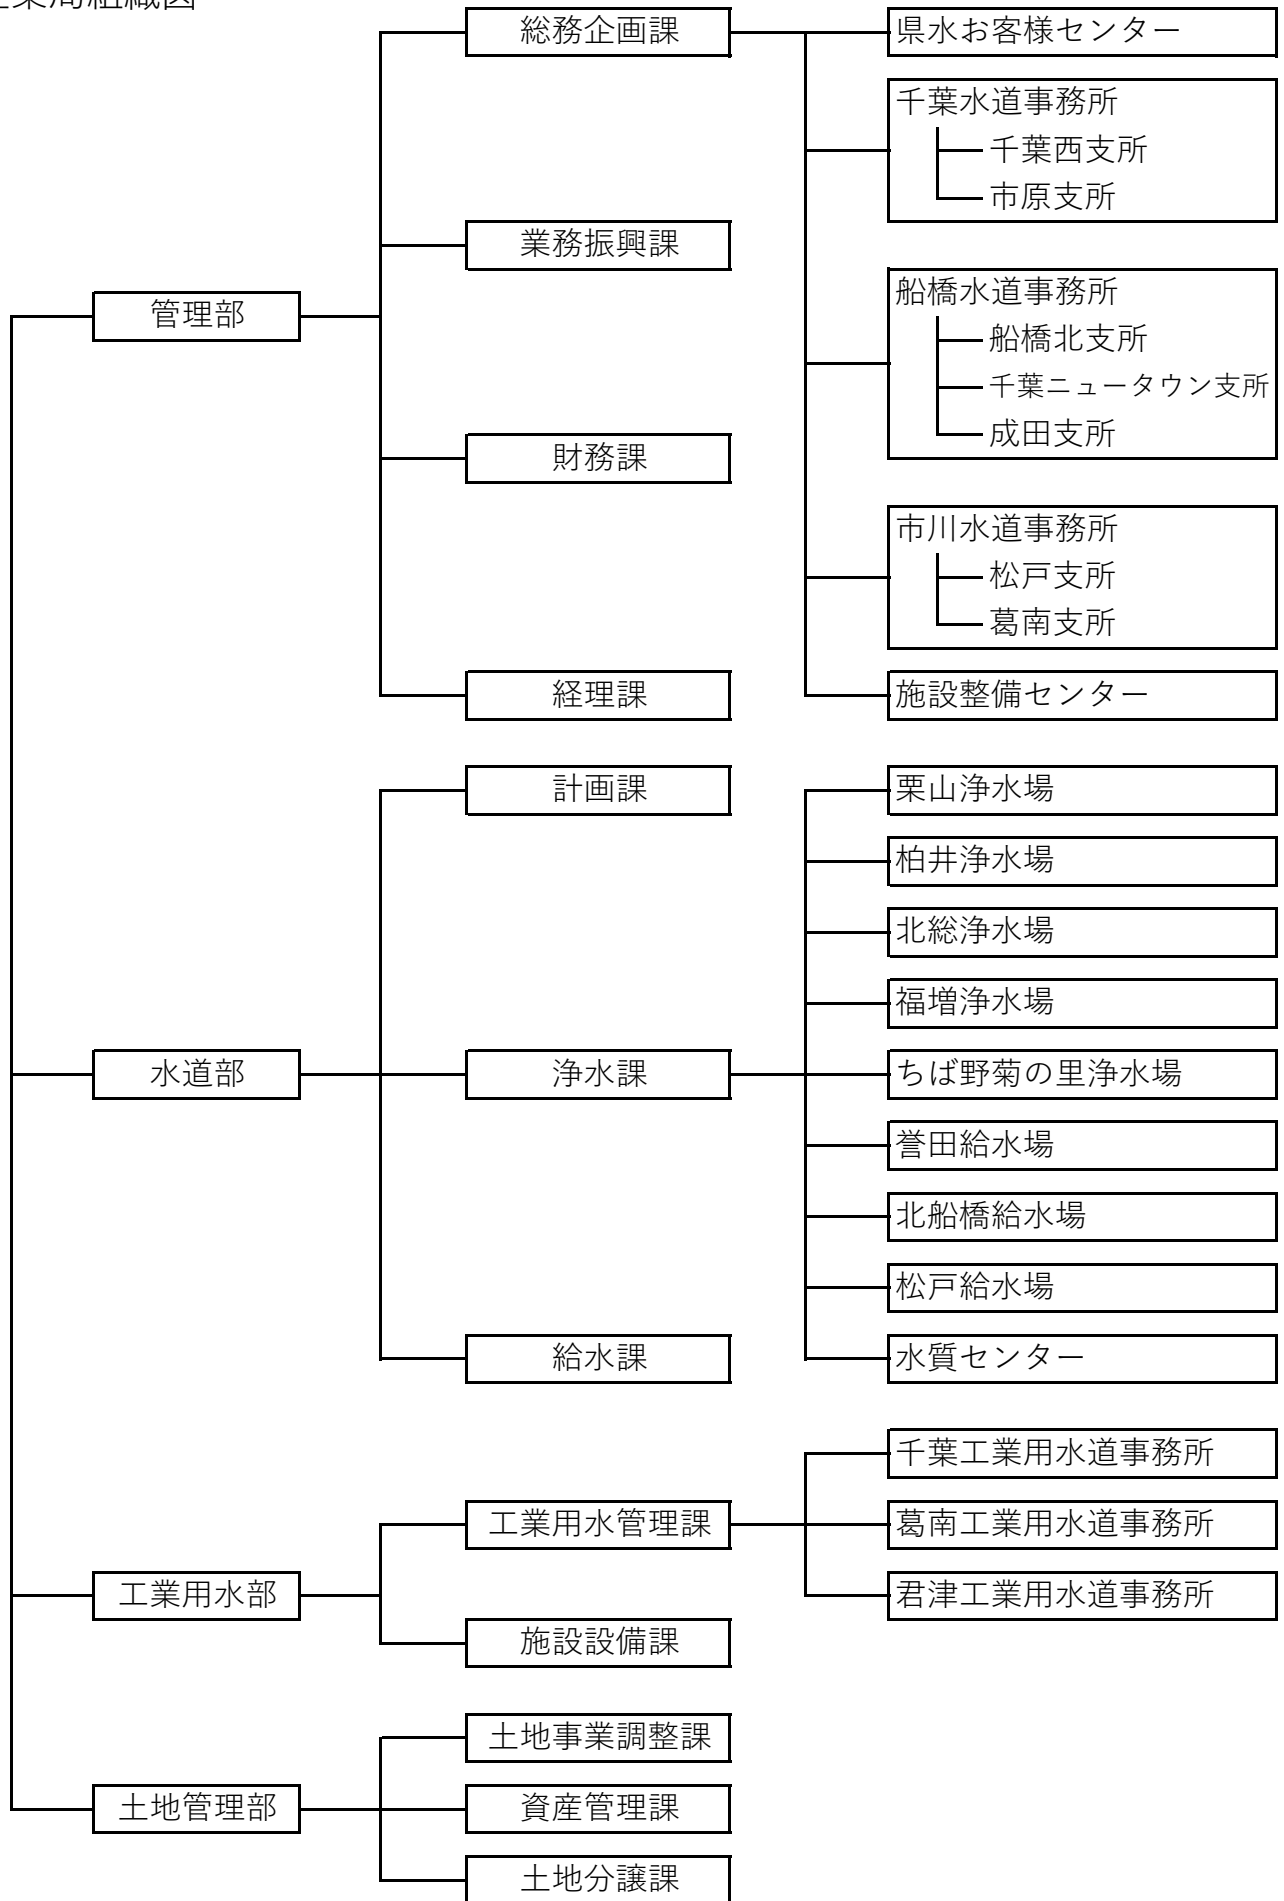 業局組織図
総務企画課
県水お客様センター
千葉水道事務所
千葉西支所
市原支所
業務振興課
船橋水道事務所
管理部
船橋北支所
千葉ニュータウン支所
成田支所
財務課
市川水道事務所
松戸支所
葛南支所
経理課
施設整備センター
計画課
栗山浄水場
柏井浄水場
北総浄水場
福増浄水場
水道部
浄水課
ちば野菊の里浄水場
誉田給水場
北船橋給水場
松戸給水場
給水課
水質センター
千葉工業用水道事務所
工業用水管理課
葛南工業用水道事務所
工業用水部
君津工業用水道事務所
施設設備課
土地事業調整課
土地管理部
資産管理課
土地分譲課